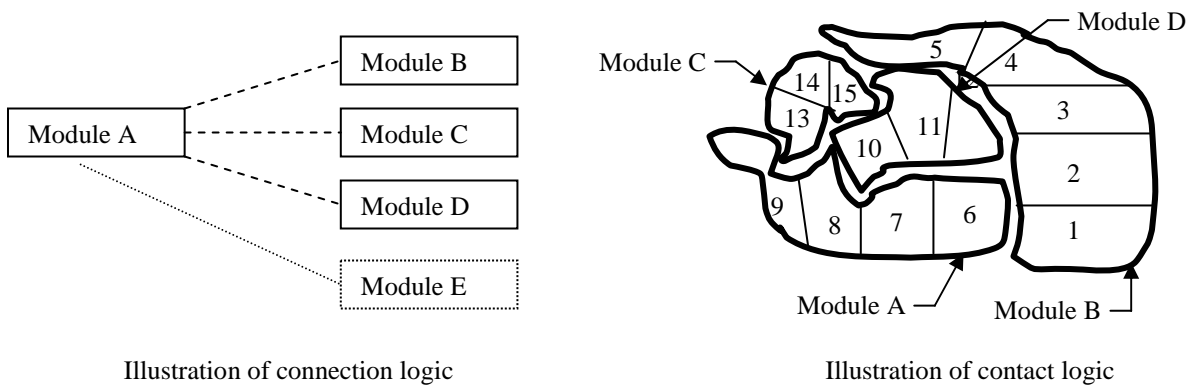 Module A
Module B
Module C
Module D
Module E
Illustration of connection logic
Module C
Module D
5
4
14
15
3
13
11
10
2
9
8
7
6
1
Module A
Module B
Illustration of contact logic